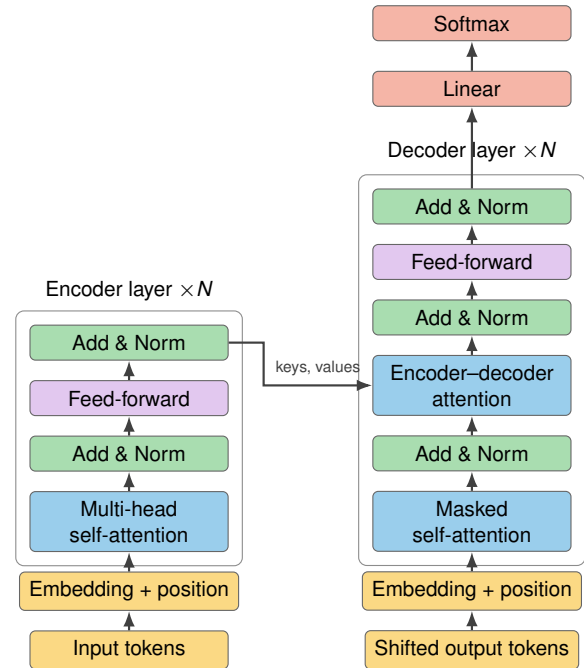 Softmax
Linear
Decoder layer ×N
Add & Norm
Feed-forward
Add & Norm
Encoder–decoder
attention
Add & Norm
Masked
self-attention
Embedding + position
Shifted output tokens
Encoder layer ×N
Add & Norm
keys, values
Feed-forward
Add & Norm
Multi-head
self-attention
Embedding + position
Input tokens